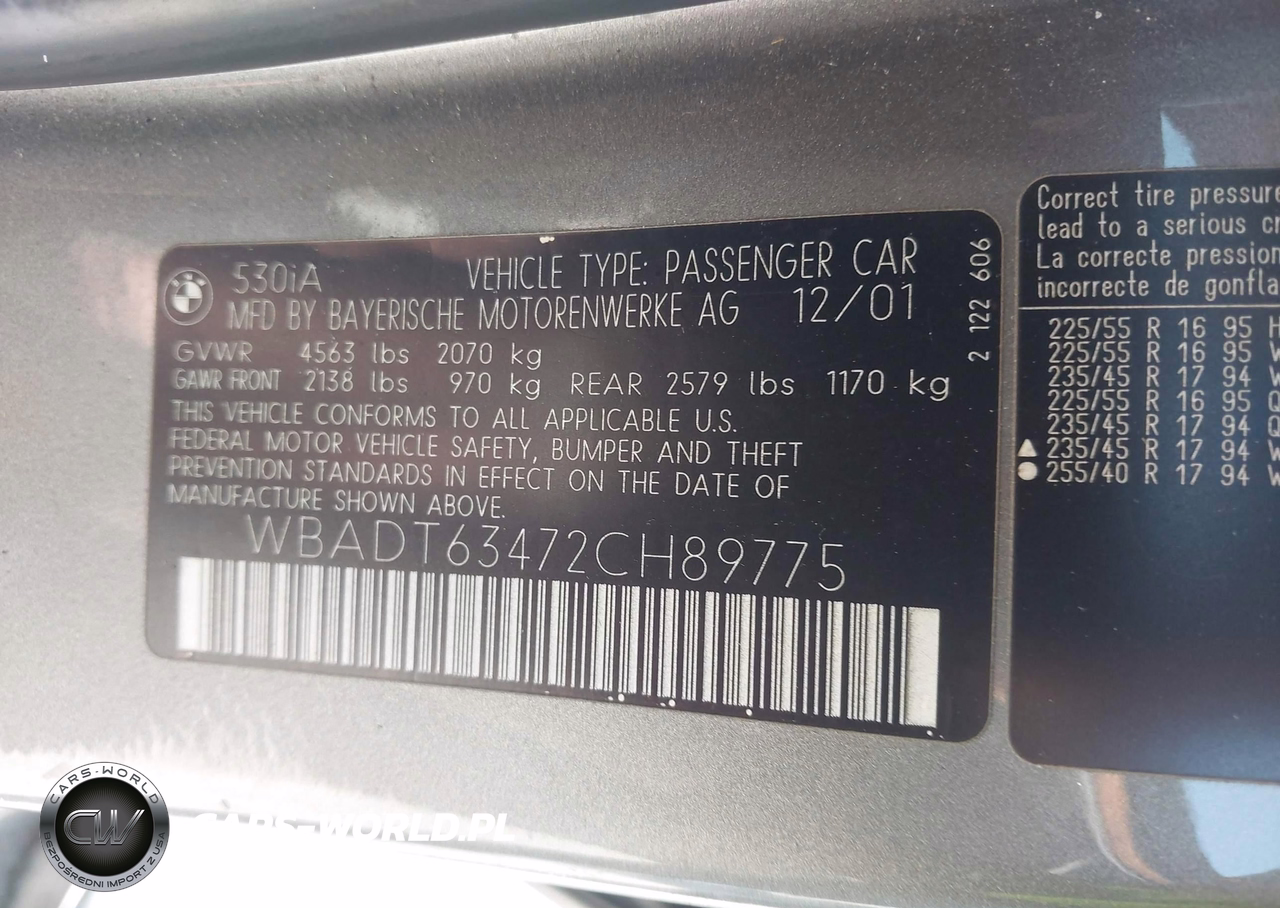 530iA VEHICLE TYPE: PASSENGER CAR
MFD BY BAYERISCHE MOTORENWERKE AG 12/01
GVWR 4563 lbs 2070 kg
GAWR FRONT 2138 lbs 970 kg REAR 2579 lbs 1170 kg
THIS VEHICLE CONFORMS TO ALL APPLICABLE U.S.
FEDERAL MOTOR VEHICLE SAFETY, BUMPER AND THEFT
PREVENTION STANDARDS IN EFFECT ON THE DATE OF
MANUFACTURE SHOWN ABOVE.
WBADT63472CH89775
2 122 606
Correct tire pressure
lead to a serious
La correcte pression
incorrecte de
225/55 R 16 95 H
225/55 R 16 95 W
235/45 R 17 94 W
225/55 R 16 95 Q
235/45 R 17 94 Q
▲ 235/45 R 17 94 W
● 255/40 R 17 94 W
CARS-WORLD
CW
BEZPOŚREDNI IMPORT Z USA
CARS-WORLD.PL